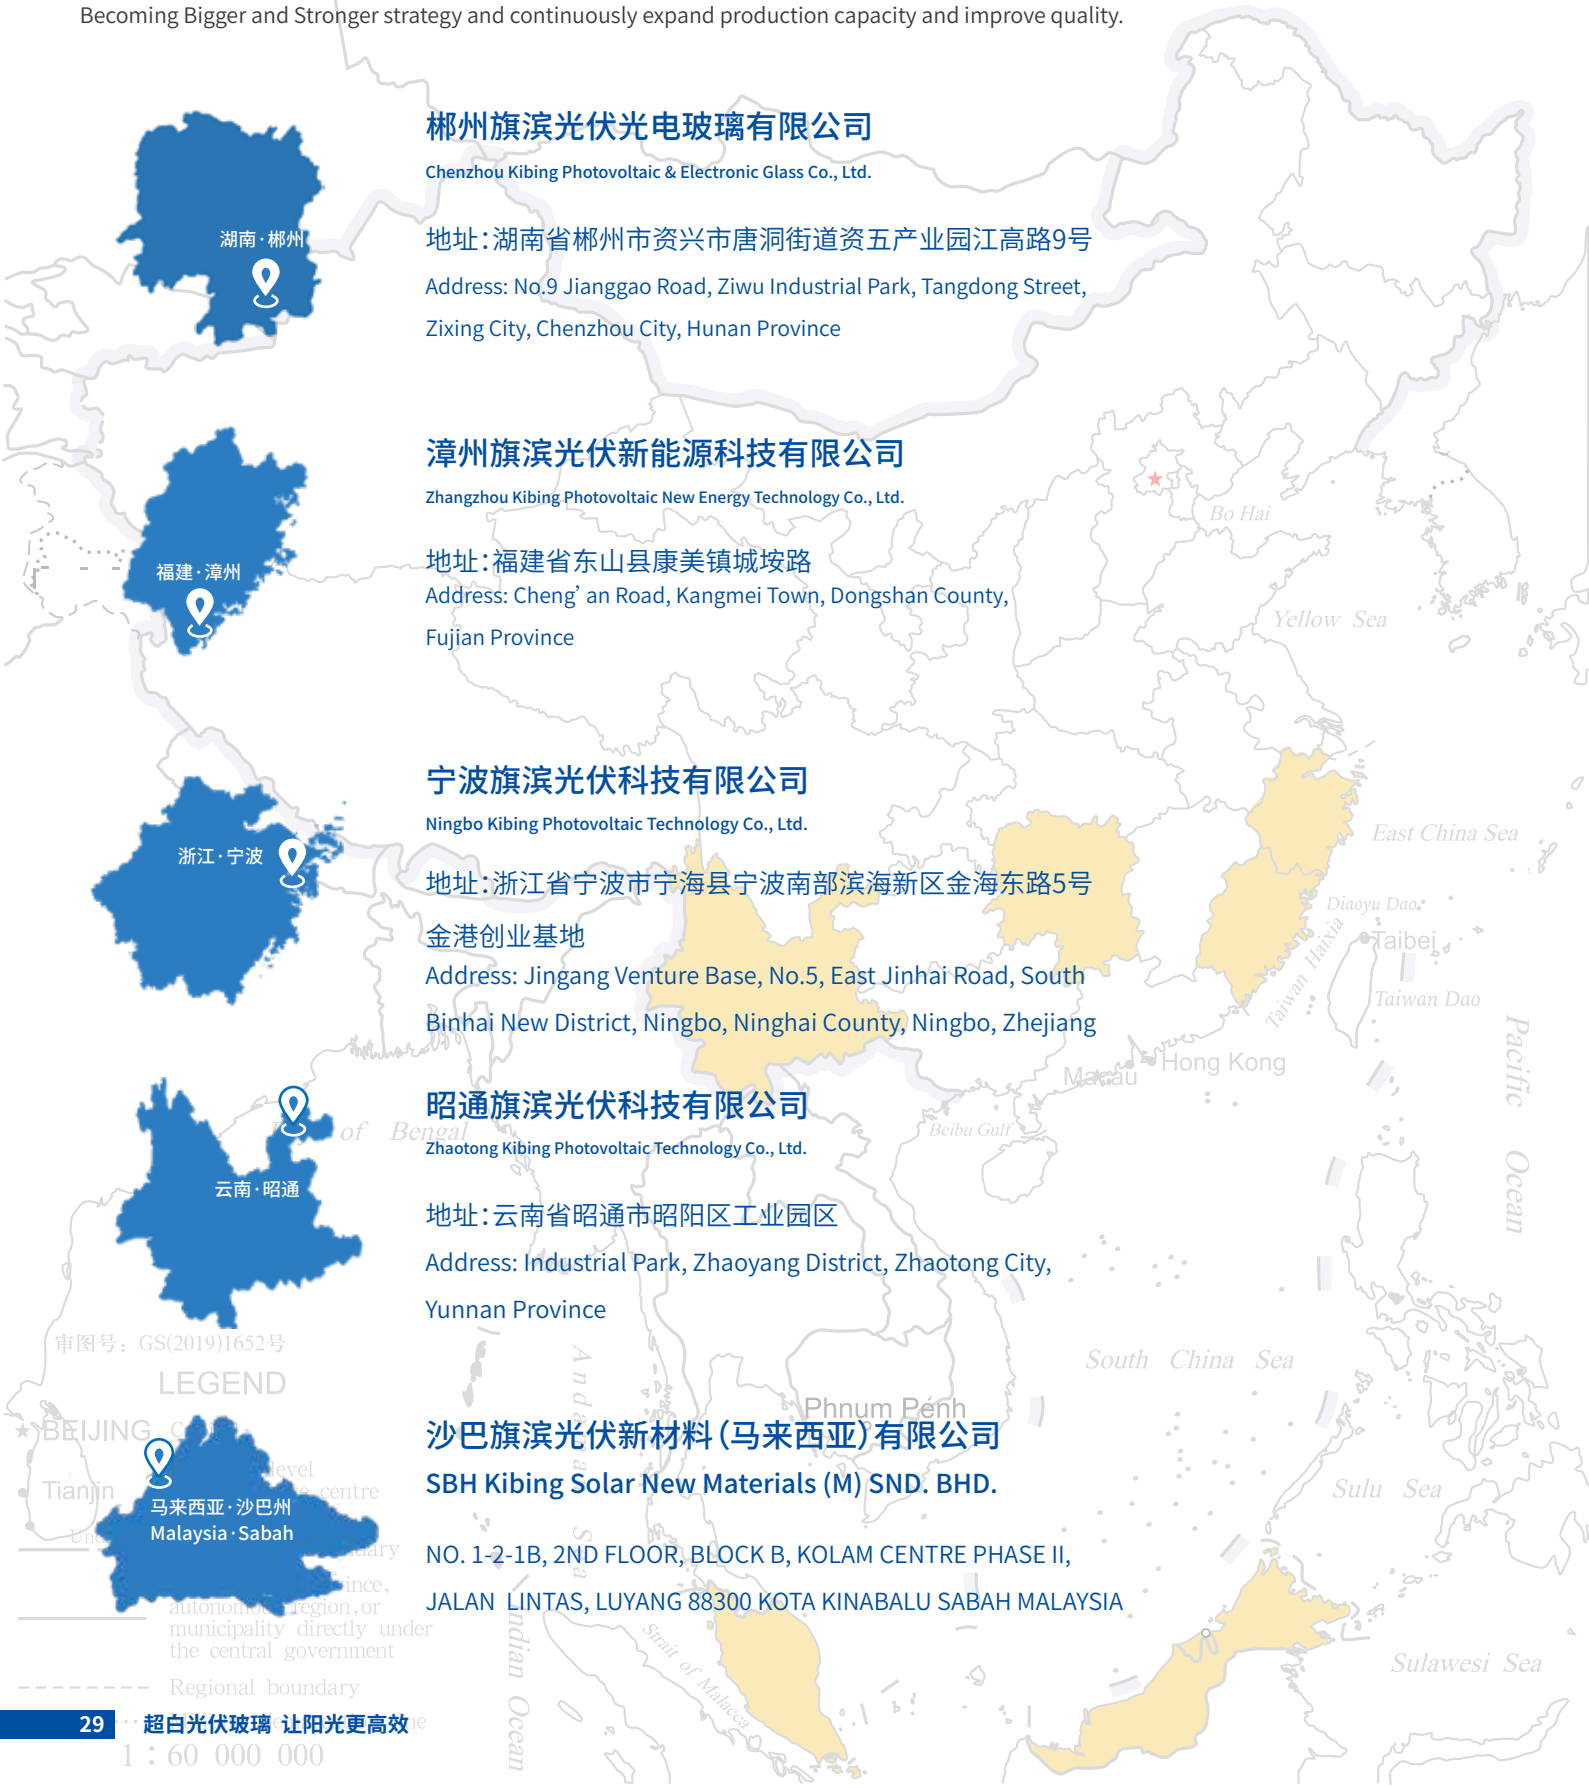 Becoming Bigger and Stronger strategy and continuously expand production capacity and improve quality.
郴州旗滨光伏光电玻璃有限公司
Chenzhou Kibing Photovoltaic & Electronic Glass Co., Ltd.
湖南·郴州
地址：湖南省郴州市资兴市唐洞街道资五产业园江高路9号
Address: No.9 Jianggao Road, Ziwu Industrial Park, Tangdong Street,
Zixing City, Chenzhou City, Hunan Province
漳州旗滨光伏新能源科技有限公司
Zhangzhou Kibing Photovoltaic New Energy Technology Co., Ltd.
福建·漳州
地址：福建省东山县康美镇城垵路
Address: Cheng’an Road, Kangmei Town, Dongshan County,
Fujian Province
Bo Hai
Yellow Sea
宁波旗滨光伏科技有限公司
Ningbo Kibing Photovoltaic Technology Co., Ltd.
浙江·宁波
地址：浙江省宁波市宁海县宁波南部滨海新区金海东路5号
金港创业基地
Address: Jingang Venture Base, No.5, East Jinhai Road, South
Binhai New District, Ningbo, Ninghai County, Ningbo, Zhejiang
East China Sea
Diaoyu Dao
Taibei
Taiwan Haixia
Taiwan Dao
Hong Kong
Macau
Pacific Ocean
昭通旗滨光伏科技有限公司
Zhaotong Kibing Photovoltaic Technology Co., Ltd.
of Bengal
Beibu Gulf
云南·昭通
地址：云南省昭通市昭阳区工业园区
Address: Industrial Park, Zhaoyang District, Zhaotong City,
Yunnan Province
审图号：GS(2019)1652号
LEGEND
South China Sea
Andaman Sea
Phnum Pénh
BEIJING
沙巴旗滨光伏新材料（马来西亚）有限公司
SBH Kibing Solar New Materials (M) SND. BHD.
level
Tianjin
centre
马来西亚·沙巴州
Malaysia·Sabah
Sulu Sea
NO. 1-2-1B, 2ND FLOOR, BLOCK B, KOLAM CENTRE PHASE II,
JALAN LINTAS, LUYANG 88300 KOTA KINABALU SABAH MALAYSIA
autonomous region,or
municipality directly under
the central government
Strait of Malacca
Indian Ocean
Sulawesi Sea
Regional boundary
29
超白光伏玻璃 让阳光更高效
1：60 000 000